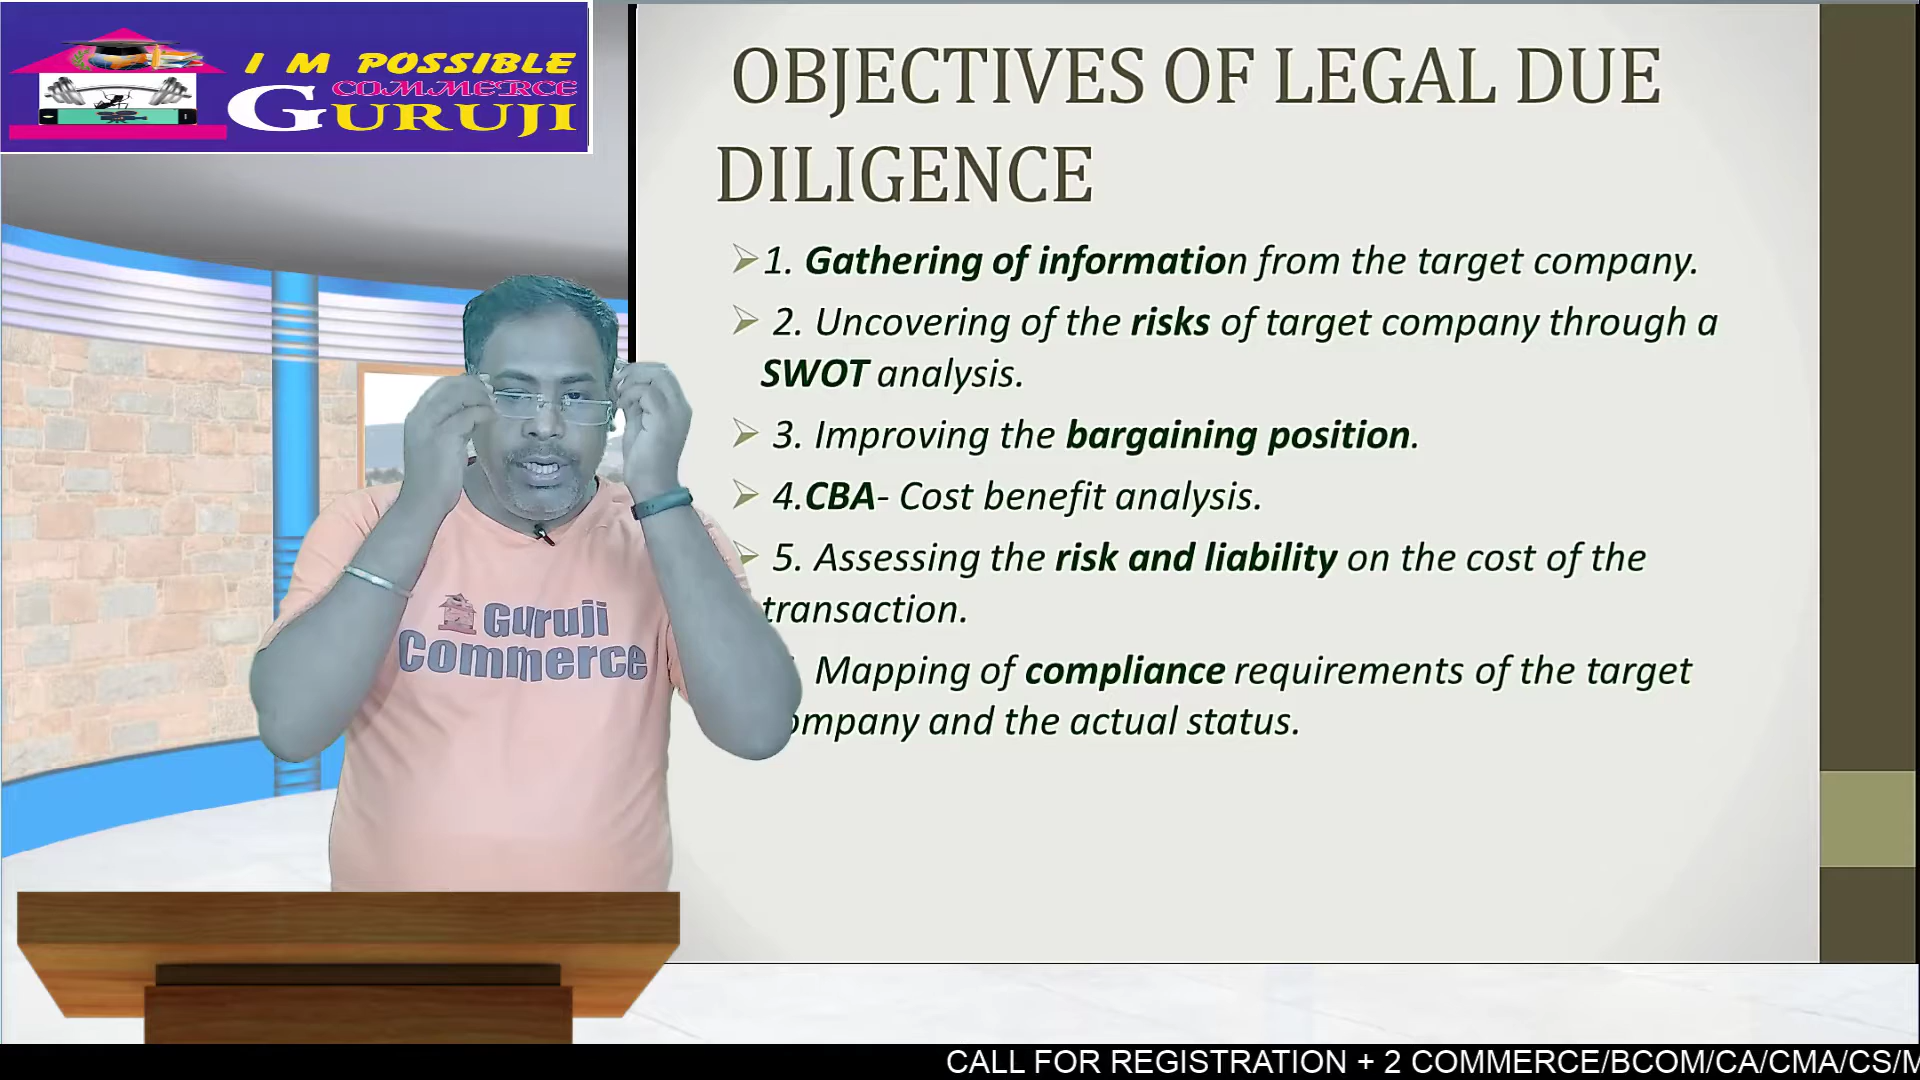 I M POSSIBLE
COMMERCE
GURUJI
OBJECTIVES OF LEGAL DUE
DILIGENCE
1. Gathering of information from the target company.
2. Uncovering of the risks of target company through a
SWOT analysis.
3. Improving the bargaining position.
4.CBA- Cost benefit analysis.
5. Assessing the risk and liability on the cost of the
transaction.
Mapping of compliance requirements of the target
ompany and the actual status.
Guruji
Commerce
CALL FOR REGISTRATION + 2 COMMERCE/BCOM/CA/CMA/CS/M